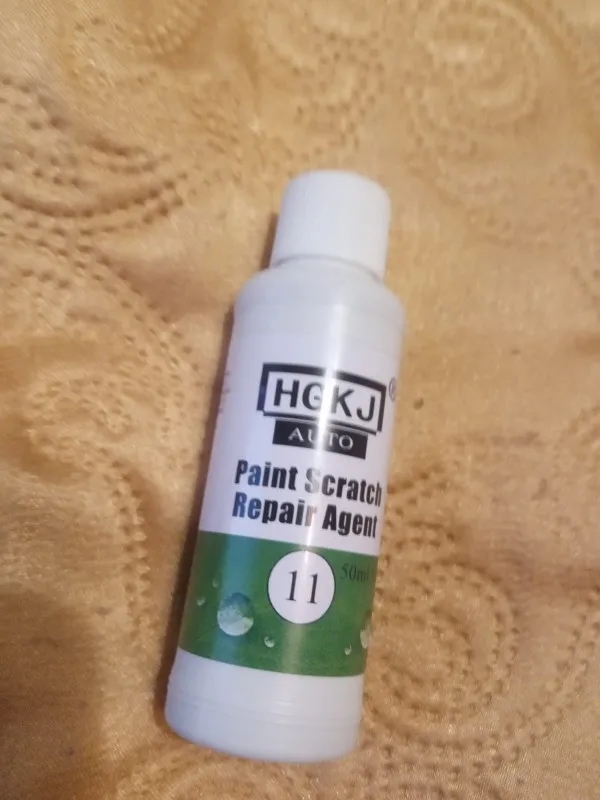 HGKJ
AUTO
Paint Scratch
Repair Agent
11
50ml